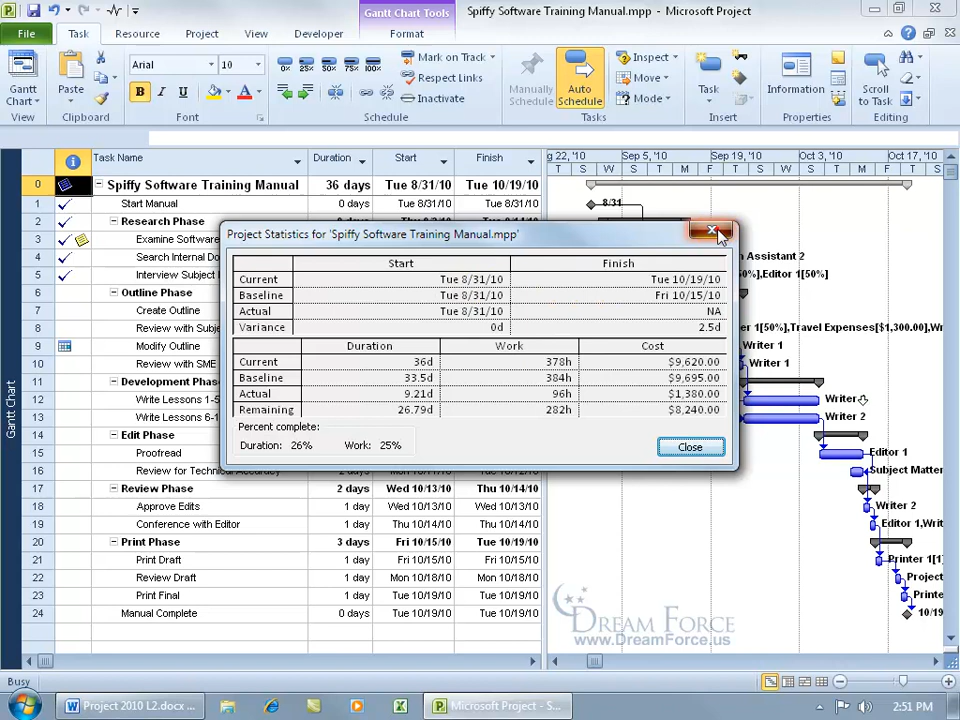 Gantt Chart Tools
Spiffy Software Training Manual.mpp - Microsoft Project
File Task Resource Project View Developer Format
Gantt Chart
Paste
Arial 10
B I U A
0% 25% 50% 75% 100%
Mark on Track
Respect Links
Inactivate
Manually Schedule
Auto Schedule
Inspect
Move
Mode
Task
Information
Scroll to Task
View Clipboard Font Schedule Tasks Insert Properties Editing
Task Name Duration Start Finish
g 22, '10 Sep 5, '10 Sep 19, '10 Oct 3, '10 Oct 17, '10
T S W S T M F T S W S T M F T
0 Spiffy Software Training Manual 36 days Tue 8/31/10 Tue 10/19/10
1 Start Manual 0 days Tue 8/31/10 Tue 8/31/10 8/31
2 Research Phase
3 Examine Software
4 Search Internal Do Assistant 2
5 Interview Subject 0%],Editor 1[50%]
6 Outline Phase
7 Create Outline
8 Review with Subj r 1[50%],Travel Expenses[$1,300.00],W
9 Modify Outline Writer 1
10 Review with SME Writer 1
11 Development Phase
12 Write Lessons 1-5 Writer
13 Write Lessons 6- Writer 2
14 Edit Phase
15 Proofread Editor 1
16 Review for Technical Accuracy Subject Matter
17 Review Phase 2 days Wed 10/13/10 Thu 10/14/10
18 Approve Edits 1 day Wed 10/13/10 Wed 10/13/10 Writer 2
19 Conference with Editor 1 day Thu 10/14/10 Thu 10/14/10 Editor 1,Writ
20 Print Phase 3 days Fri 10/15/10 Tue 10/19/10
21 Print Draft 1 day Fri 10/15/10 Fri 10/15/10 Printer 1[1
22 Review Draft 1 day Mon 10/18/10 Mon 10/18/10 Project
23 Print Final 1 day Tue 10/19/10 Tue 10/19/10 Printe
24 Manual Complete 0 days Tue 10/19/10 Tue 10/19/10 10/19
Project Statistics for 'Spiffy Software Training Manual.mpp'
Start Finish
Current Tue 8/31/10 Tue 10/19/10
Baseline Tue 8/31/10 Fri 10/15/10
Actual Tue 8/31/10 NA
Variance 0d 2.5d
Duration Work Cost
Current 36d 378h $9,620.00
Baseline 33.5d 384h $9,695.00
Actual 9.21d 96h $1,380.00
Remaining 26.79d 282h $8,240.00
Percent complete:
Duration: 26% Work: 25%
Close
Gantt Chart
DREAM FORCE
www.DreamForce.us
Busy
Project 2010 L2.docx ...
Microsoft Project - S...
2:51 PM